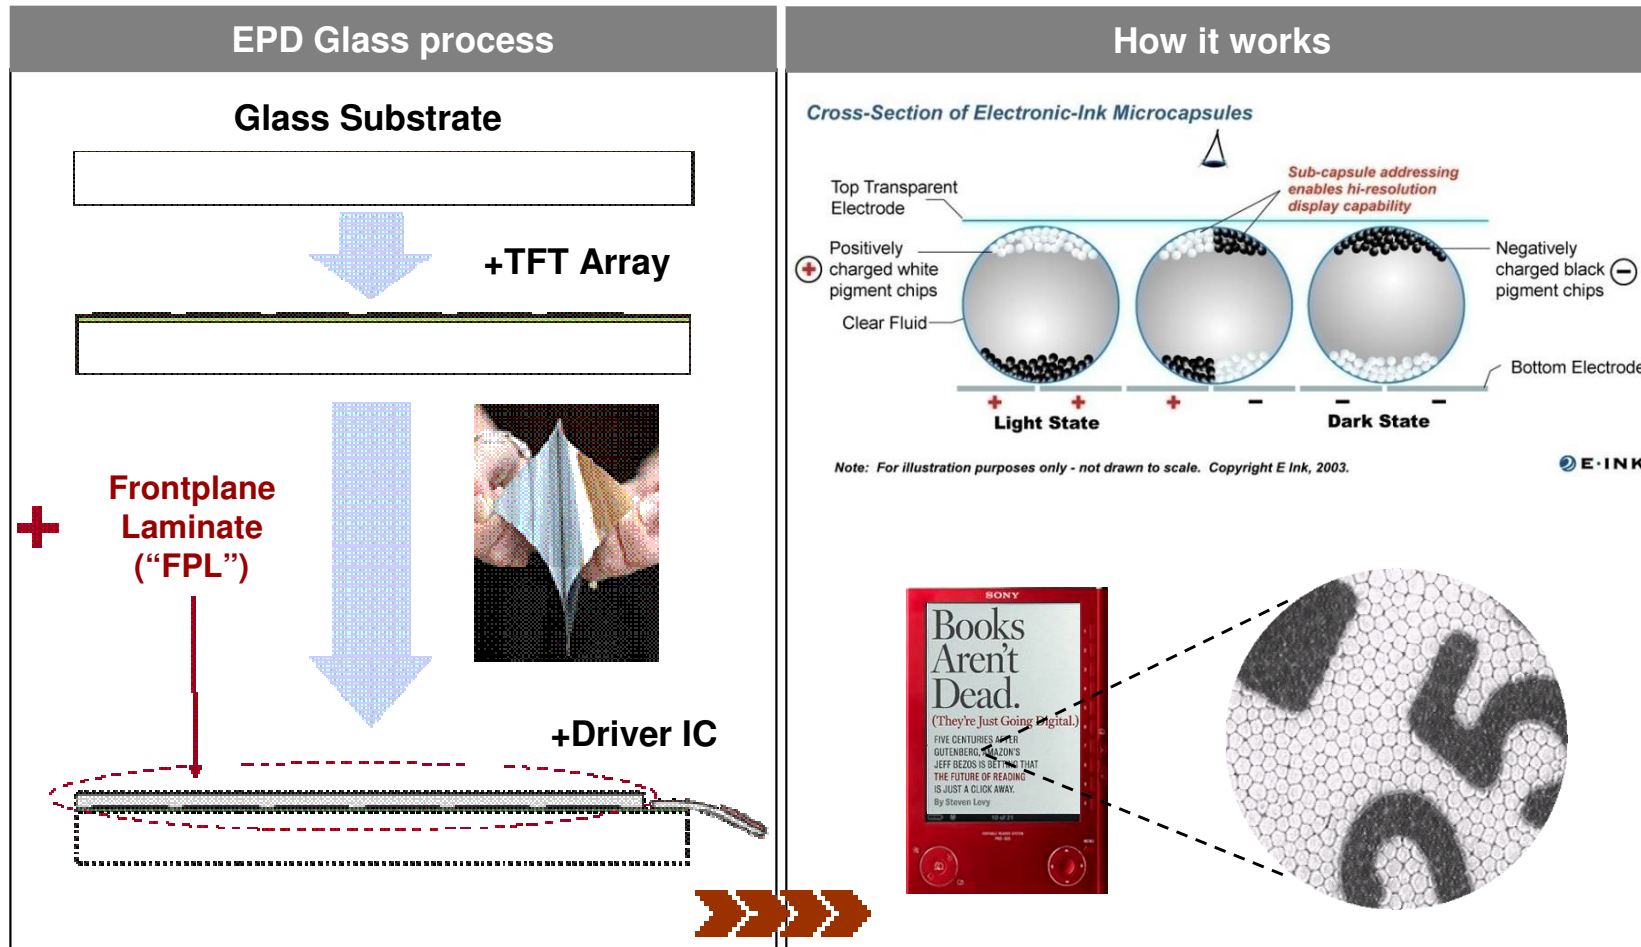 EPD Glass process
Glass Substrate
+TFT Array
+
Frontplane
Laminate
(“FPL”)
+Driver IC
How it works
Cross-Section of Electronic-Ink Microcapsules
Sub-capsule addressing
enables hi-resolution
display capability
Top Transparent
Electrode
+
Positively
charged white
pigment chips
Clear Fluid
Negatively
charged black
pigment chips
−
Bottom Electrode
+ + + − − −
Light State
Dark State
Note: For illustration purposes only - not drawn to scale. Copyright E Ink, 2003.
E·INK
SONY
Books
Aren't
Dead.
(They're Just Going Digital.)
FIVE CENTURIES AFTER
GUTENBERG, AMAZON'S
JEFF BEZOS IS BETTING THAT
THE FUTURE OF READING
IS JUST A CLICK AWAY.
By Steven Levy
10 of 21
MENU